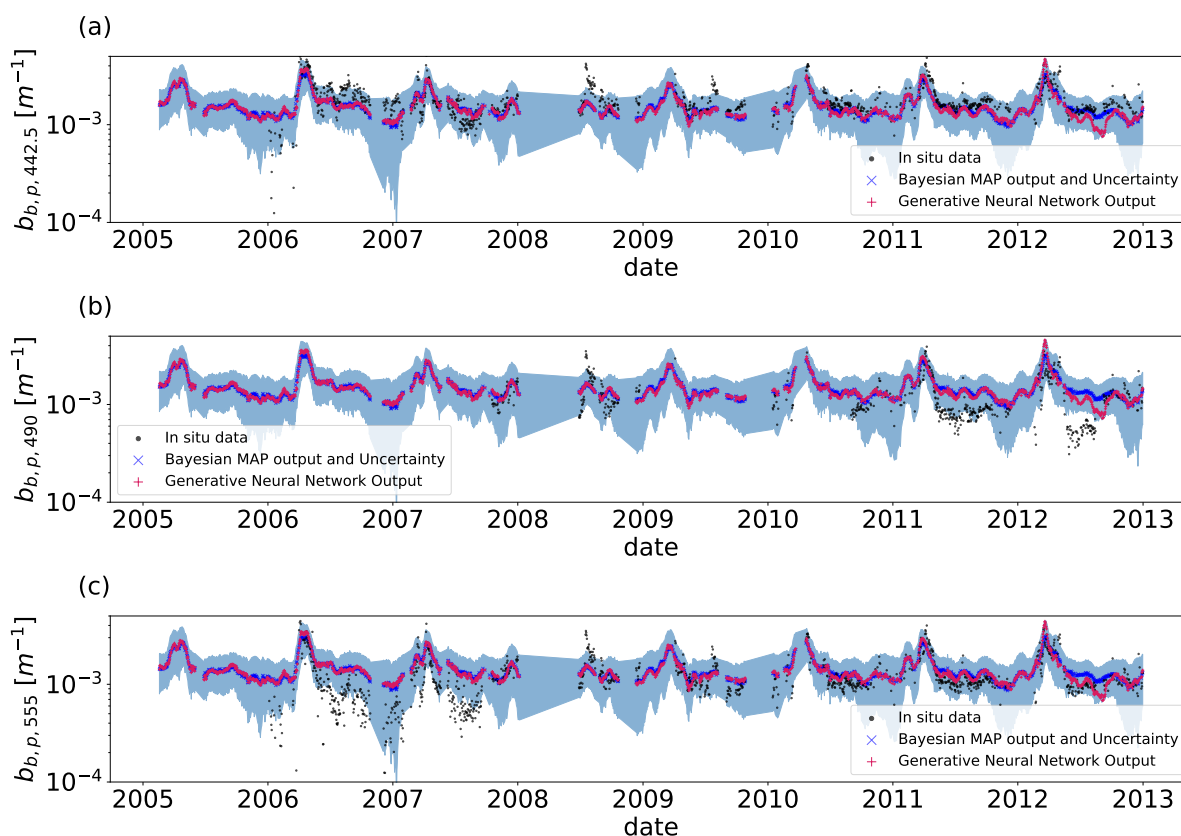 (a)
b_{b,p,442.5} [m^{-1}]
10^{-3}
10^{-4}
2005 2006 2007 2008 2009 2010 2011 2012 2013
date
In situ data
Bayesian MAP output and Uncertainty
Generative Neural Network Output
(b)
b_{b,p,490} [m^{-1}]
10^{-3}
10^{-4}
In situ data
Bayesian MAP output and Uncertainty
Generative Neural Network Output
2005 2006 2007 2008 2009 2010 2011 2012 2013
date
(c)
b_{b,p,555} [m^{-1}]
10^{-3}
10^{-4}
In situ data
Bayesian MAP output and Uncertainty
Generative Neural Network Output
2005 2006 2007 2008 2009 2010 2011 2012 2013
date